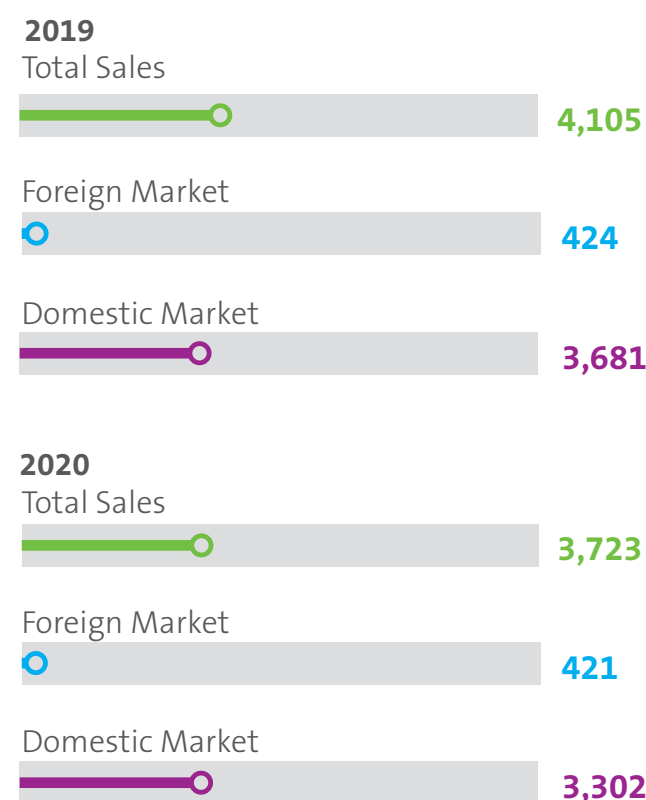 2019
Total Sales
4,105
Foreign Market
424
Domestic Market
3,681
2020
Total Sales
3,723
Foreign Market
421
Domestic Market
3,302